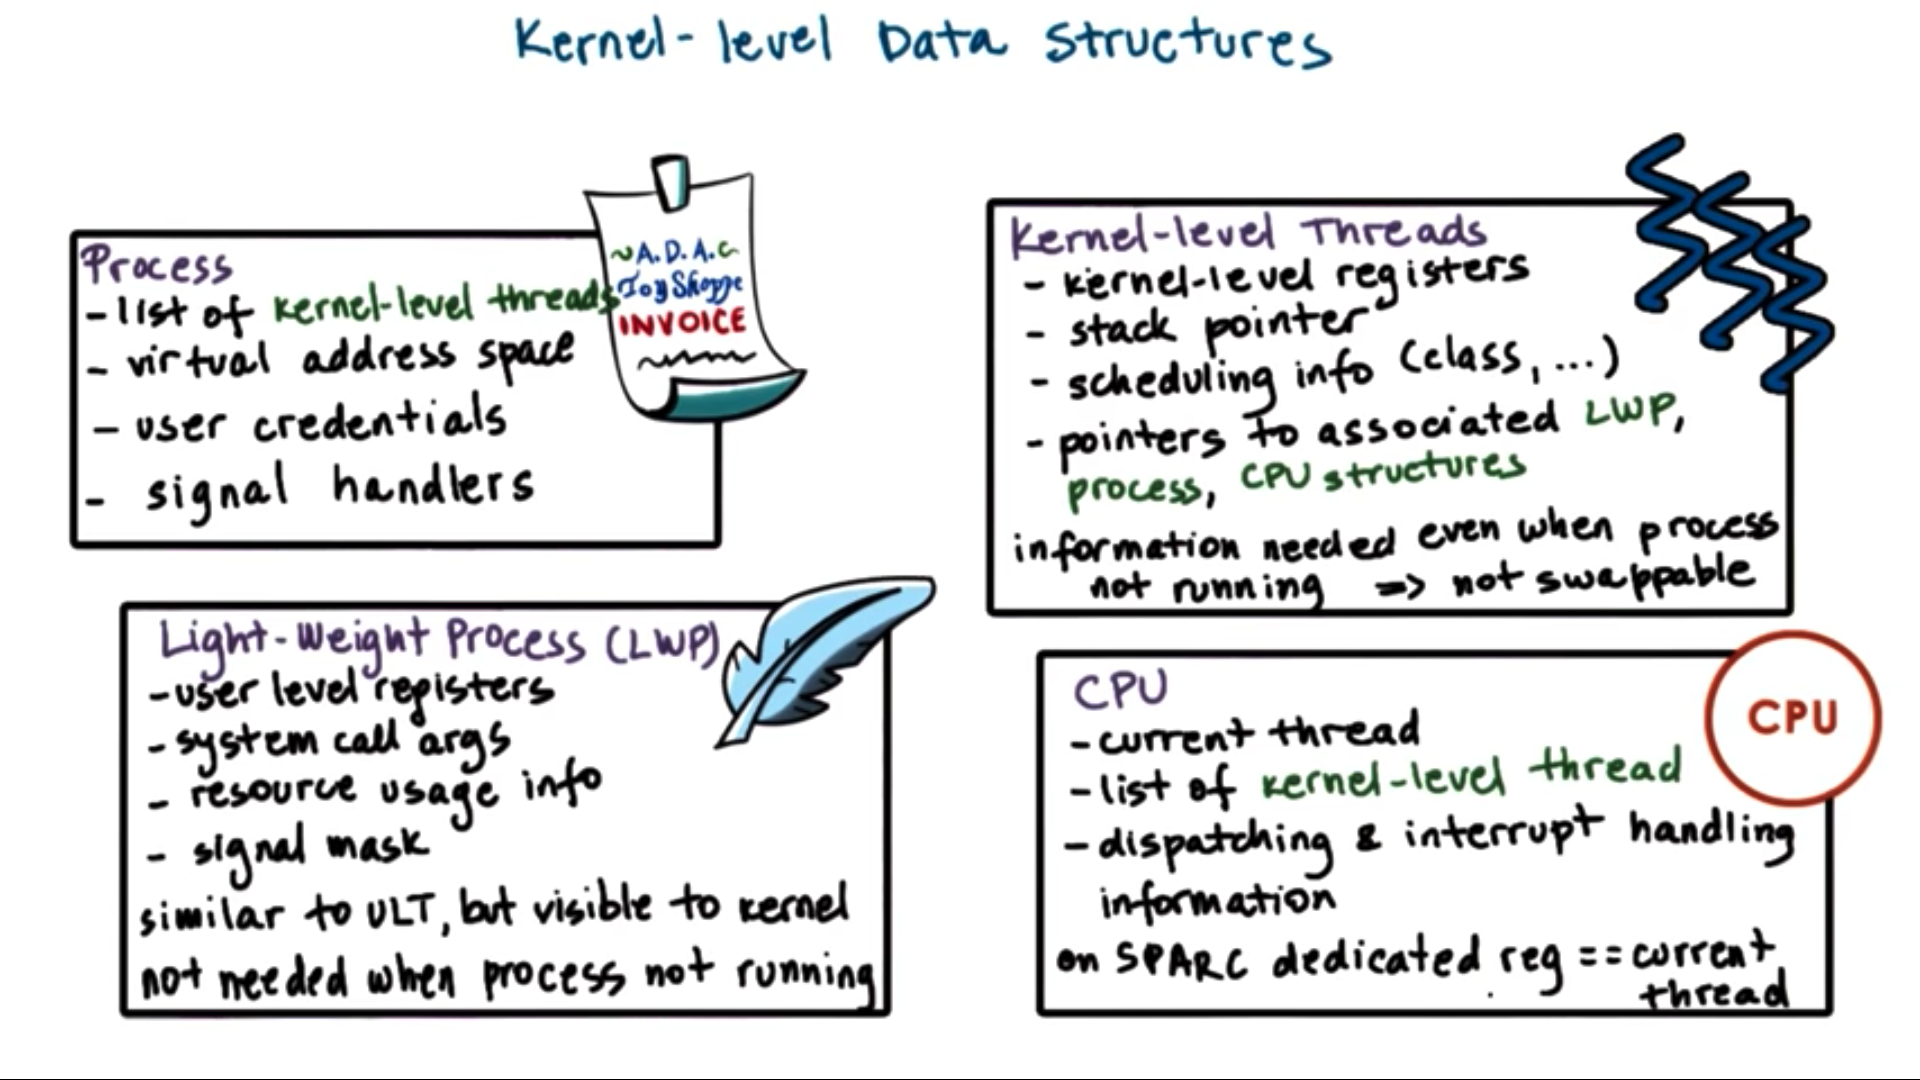 Kernel-level Data Structures
Process
- list of kernel-level threads
- virtual address space
- user credentials
- signal handlers
A.D.A.C
Toy Shoppe
INVOICE
Kernel-level Threads
- kernel-level registers
- stack pointer
- scheduling info (class, ...)
- pointers to associated LWP,
process, CPU structures
information needed even when process
not running => not swappable
Light-Weight Process (LWP)
- user level registers
- system call args
- resource usage info
- signal mask
similar to ULT, but visible to kernel
not needed when process not running
CPU
- current thread
- list of kernel-level thread
- dispatching & interrupt handling
information
on SPARC dedicated reg == current
thread
CPU